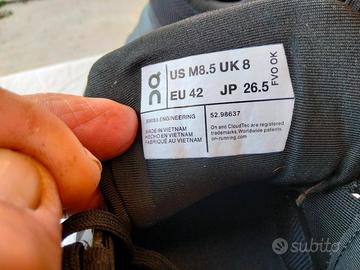 on
US M8.5 UK 8
EU 42 JP 26.5
FVO OK
SWISS ENGINEERING
52.98637
MADE IN VIETNAM
HECHO EN VIETNAM
FABRIQUÉ AU VIETNAM
On and CloudTec are registered
trademarks. Worldwide patents.
on-running.com
subito